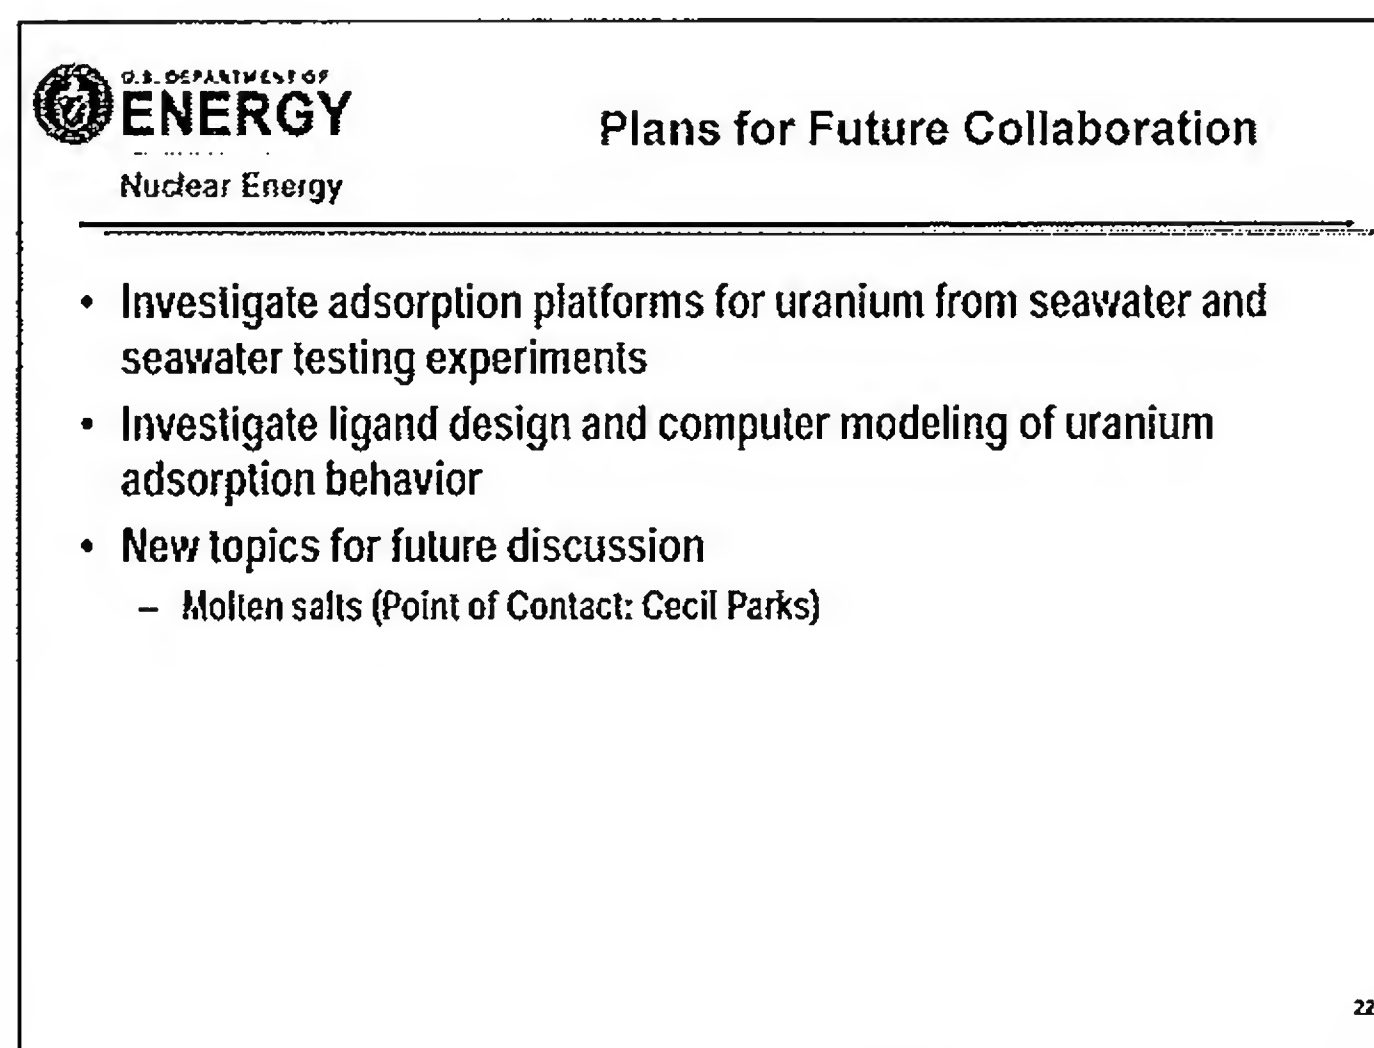 U.S. DEPARTMENT OF
ENERGY
Nuclear Energy
Plans for Future Collaboration
• Investigate adsorption platforms for uranium from seawater and
seawater testing experiments
• Investigate ligand design and computer modeling of uranium
adsorption behavior
• New topics for future discussion
– Molten salts (Point of Contact: Cecil Parks)
22